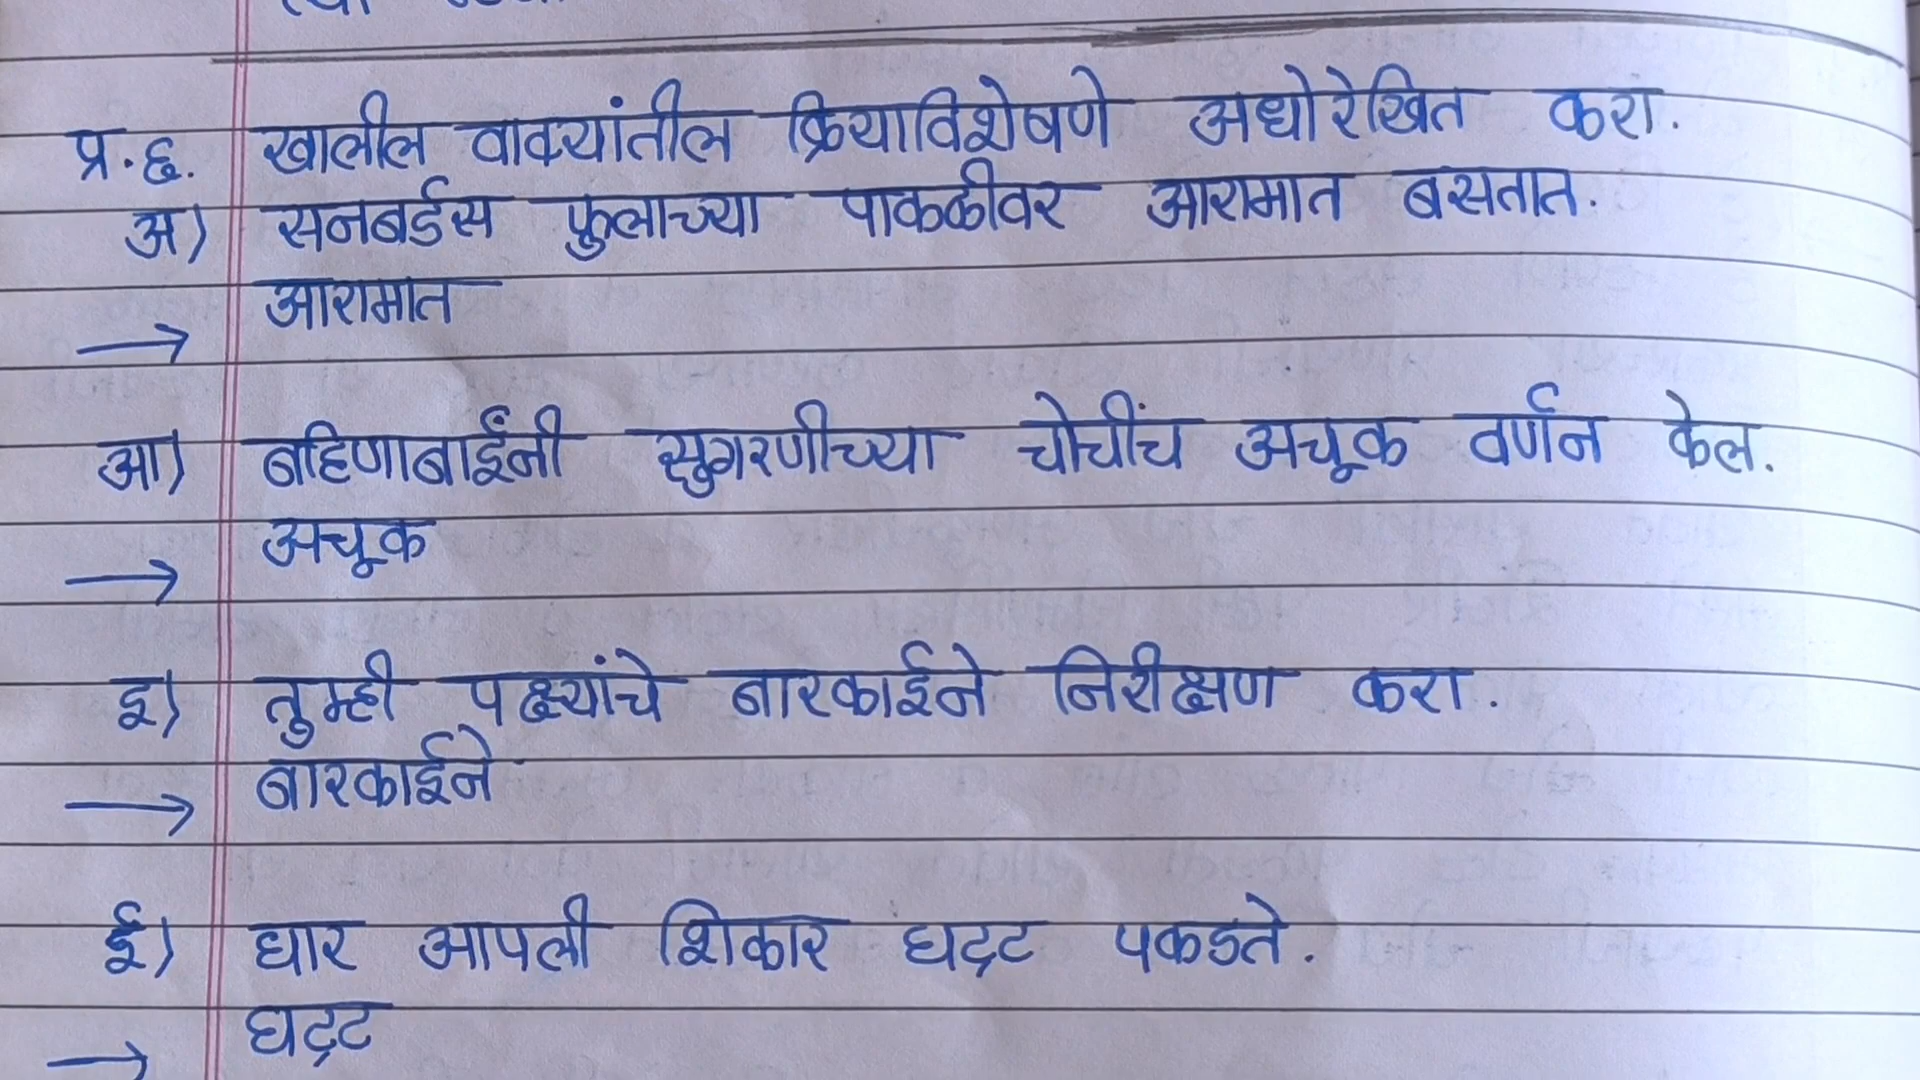 प्र.६. खालील वाक्यांतील क्रियाविशेषणे अधोरेखित करा.
अ) सनबर्डस फुलाच्या पाकळीवर आरामात बसतात.
→ आरामात
आ) बहिणाबाईंनी सुगरणीच्या चोचींच अचूक वर्णन केल.
→ अचूक
इ) तुम्ही पक्ष्यांचे बारकाईने निरीक्षण करा.
→ बारकाईने
ई) घार आपली शिकार घट्ट पकडते.
→ घट्ट